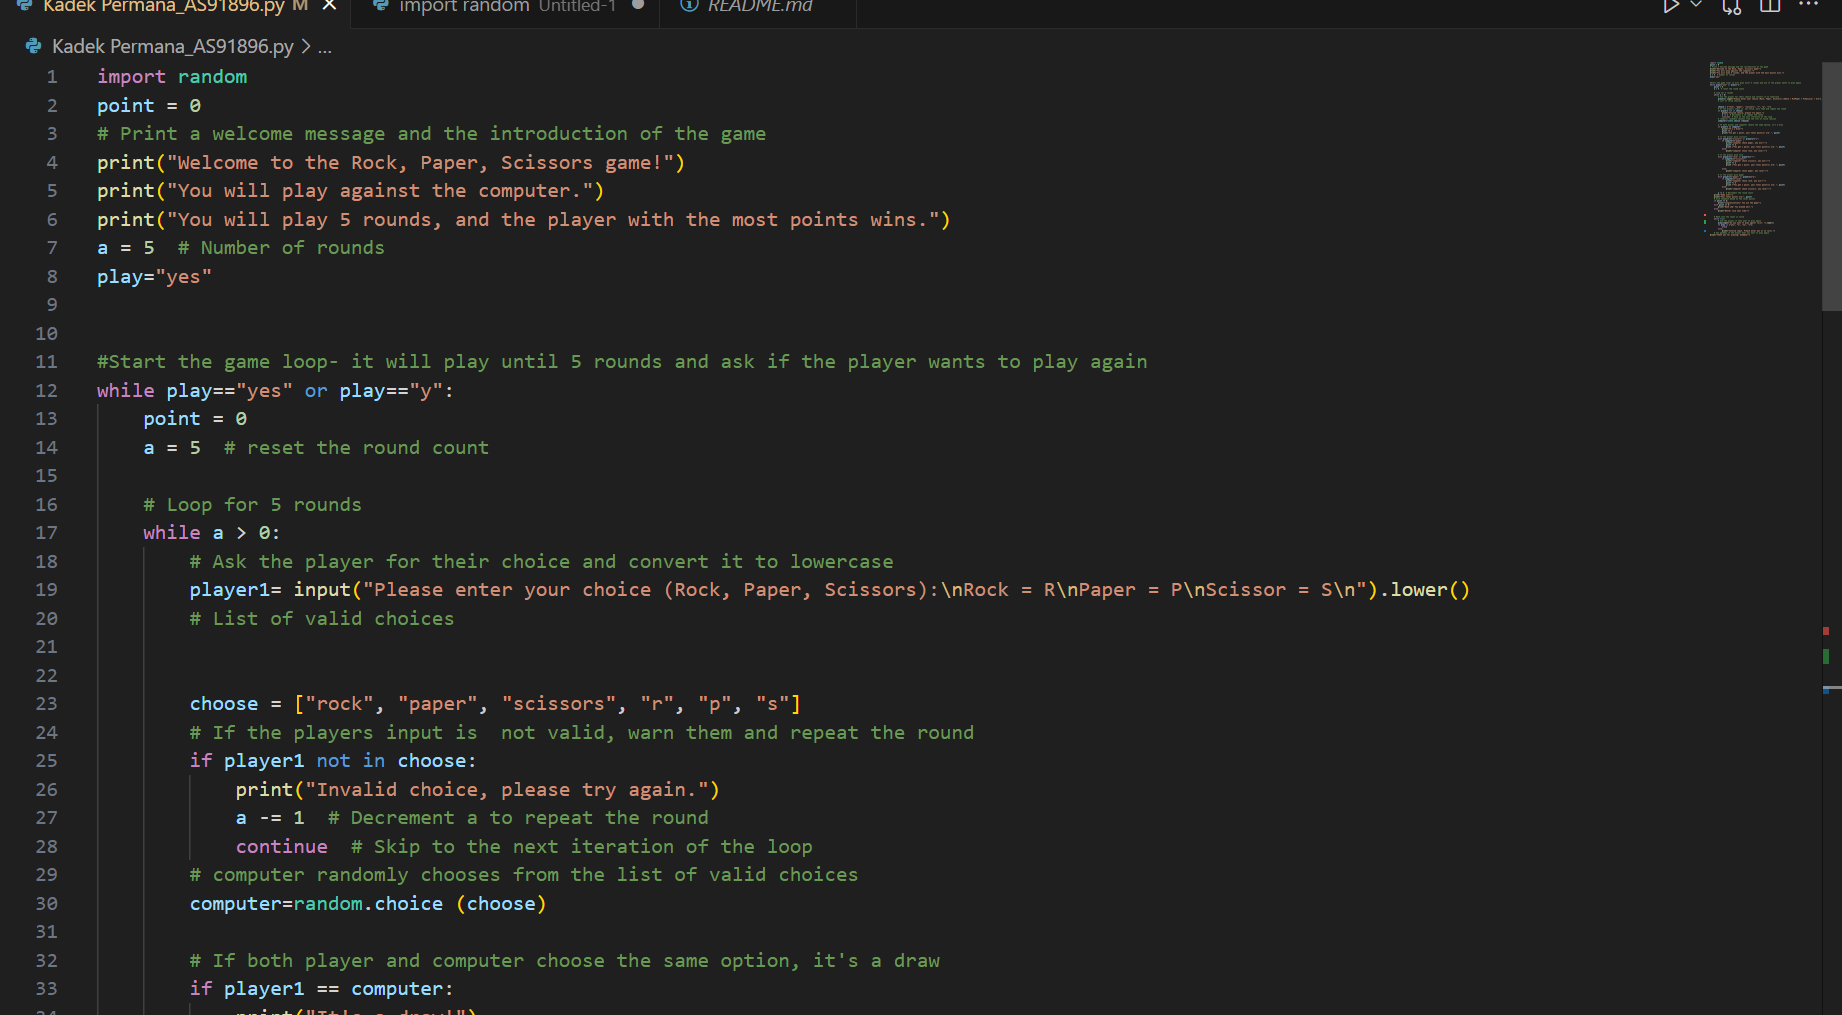 Kadek Permana_AS91896.py M × import random Untitled-1 ● README.md
Kadek Permana_AS91896.py > ...
1 import random
2 point = 0
3 # Print a welcome message and the introduction of the game
4 print("Welcome to the Rock, Paper, Scissors game!")
5 print("You will play against the computer.")
6 print("You will play 5 rounds, and the player with the most points wins.")
7 a = 5  # Number of rounds
8 play="yes"
9
10
11 #Start the game loop- it will play until 5 rounds and ask if the player wants to play again
12 while play=="yes" or play=="y":
13     point = 0
14     a = 5  # reset the round count
15
16     # Loop for 5 rounds
17     while a > 0:
18         # Ask the player for their choice and convert it to lowercase
19         player1= input("Please enter your choice (Rock, Paper, Scissors):\nRock = R\nPaper = P\nScissor = S\n").lower()
20         # List of valid choices
21
22
23         choose = ["rock", "paper", "scissors", "r", "p", "s"]
24         # If the players input is  not valid, warn them and repeat the round
25         if player1 not in choose:
26             print("Invalid choice, please try again.")
27             a -= 1  # Decrement a to repeat the round
28             continue  # Skip to the next iteration of the loop
29         # computer randomly chooses from the list of valid choices
30         computer=random.choice (choose)
31
32         # If both player and computer choose the same option, it's a draw
33         if player1 == computer:
34             print("It's a draw!")